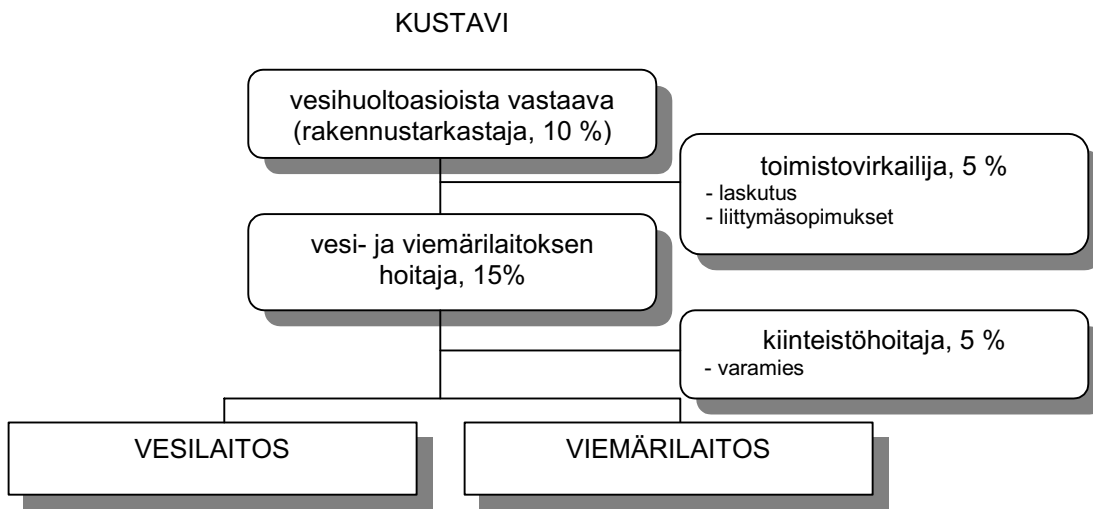 KUSTAVI
vesihuoltoasioista vastaava
(rakennustarkastaja, 10 %)
toimistovirkailija, 5 %
- laskutus
- liittymäsopimukset
vesi- ja viemärilaitoksen
hoitaja, 15%
kiinteistöhoitaja, 5 %
- varamies
VESILAITOS
VIEMÄRILAITOS